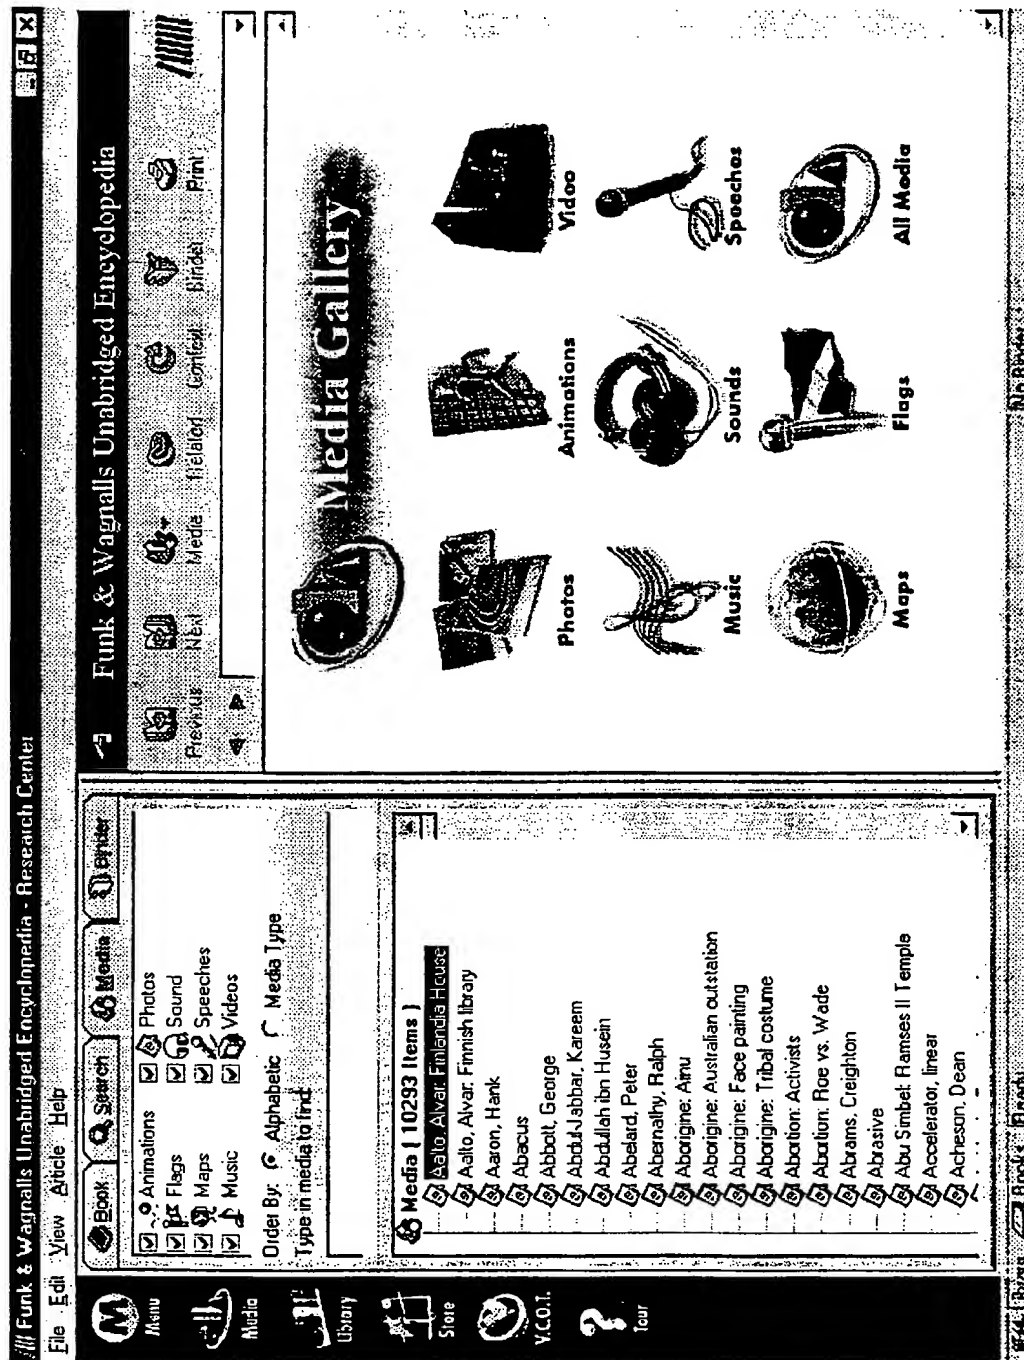 Funk & Wagnalls Unabridged Encyclopedia - Research Center
File Edit View Article Help
Menu
Media
Library
Store
V.C.O.T.
Tour
Book Search Media Binder
Animations Photos
Flags Sound
Maps Speeches
Music Videos
Order By: Alphabetic Media Type
Type in media to find:
Media ( 10293 Items )
Aalto, Alvar: Finlandia House
Aalto, Alvar: Finnish library
Aaron, Hank
Abacus
Abbott, George
Abdul-Jabbar, Kareem
Abdullah ibn Husein
Abelard, Peter
Abernathy, Ralph
Aborigine: Ainu
Aborigine: Australian outstation
Aborigine: Face painting
Aborigine: Tribal costume
Abortion: Activists
Abortion: Roe vs. Wade
Abrams, Creighton
Abrasive
Abu Simbel: Ramses II Temple
Accelerator, linear
Acheson, Dean
Funk & Wagnalls Unabridged Encyclopedia
Previous Next Media Related Context Binder Print
Media Gallery
Photos Animations Video
Music Sounds Speeches
Maps Flags All Media
Ready
No Binder